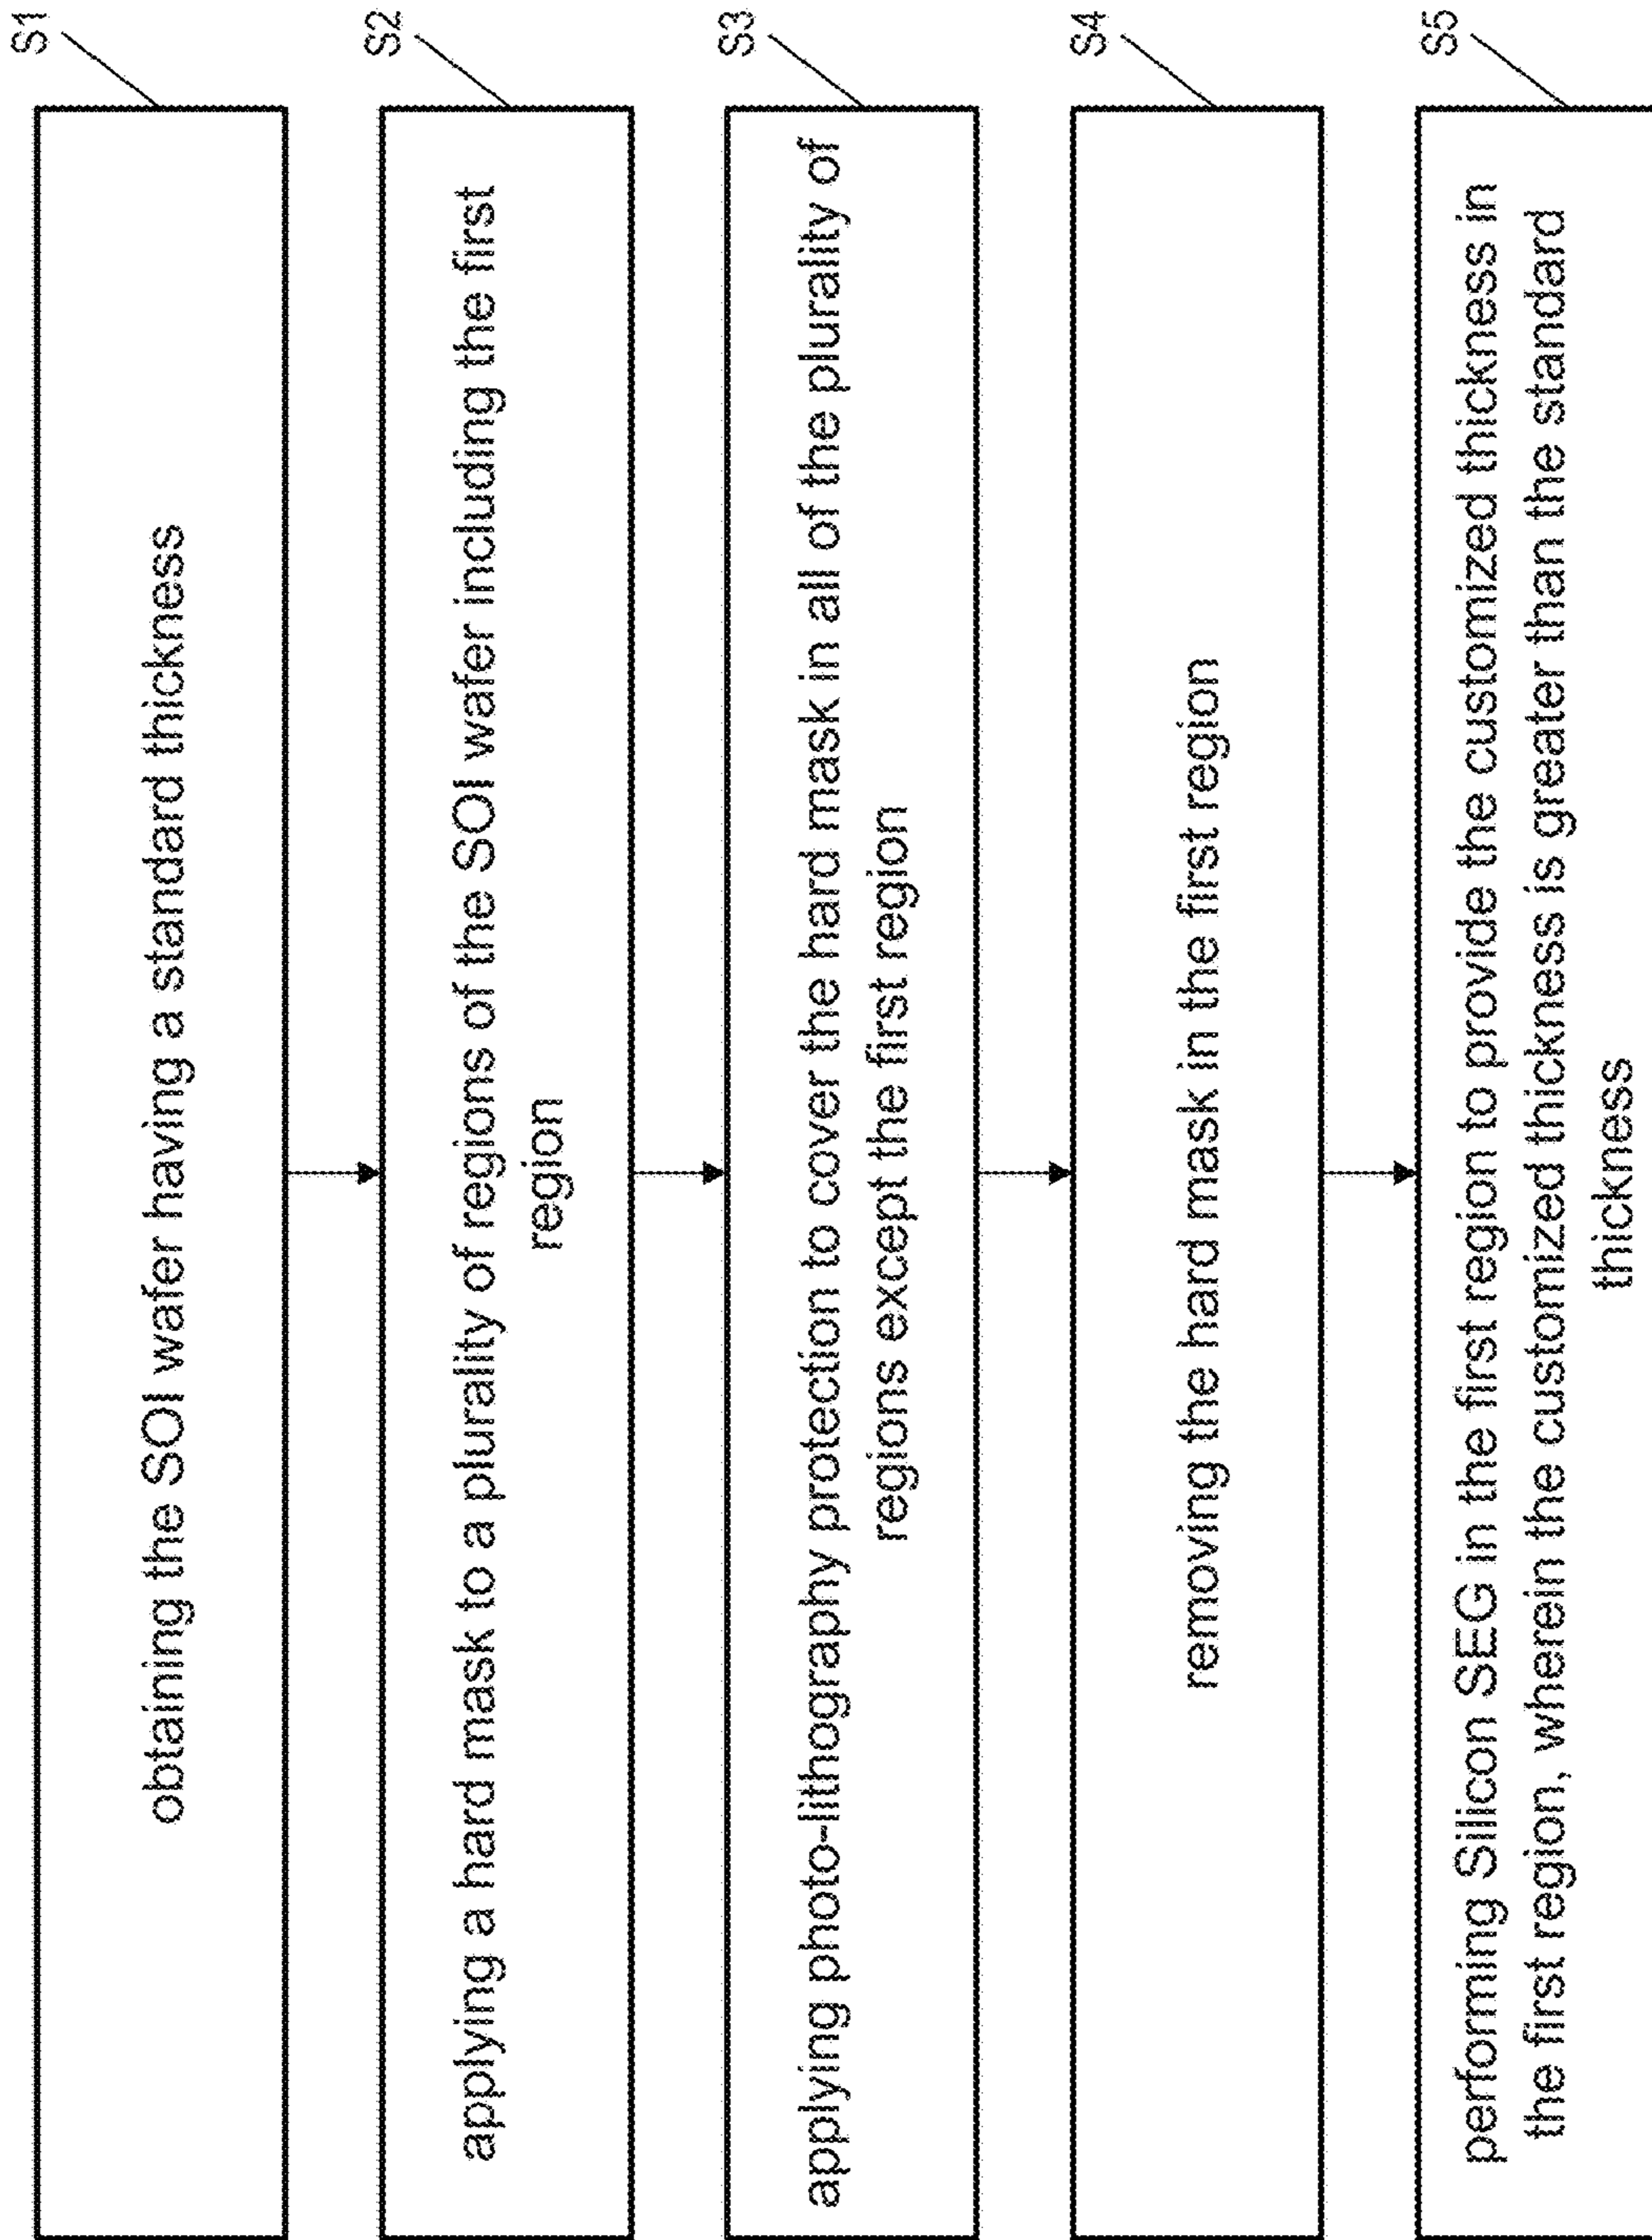 S1
obtaining the SOI wafer having a standard thickness
S2
applying a hard mask to a plurality of regions of the SOI wafer including the first
region
S3
applying photo-lithography protection to cover the hard mask in all of the plurality of
regions except the first region
S4
removing the hard mask in the first region
S5
performing Silicon SEG in the first region to provide the customized thickness in
the first region, wherein the customized thickness is greater than the standard
thickness